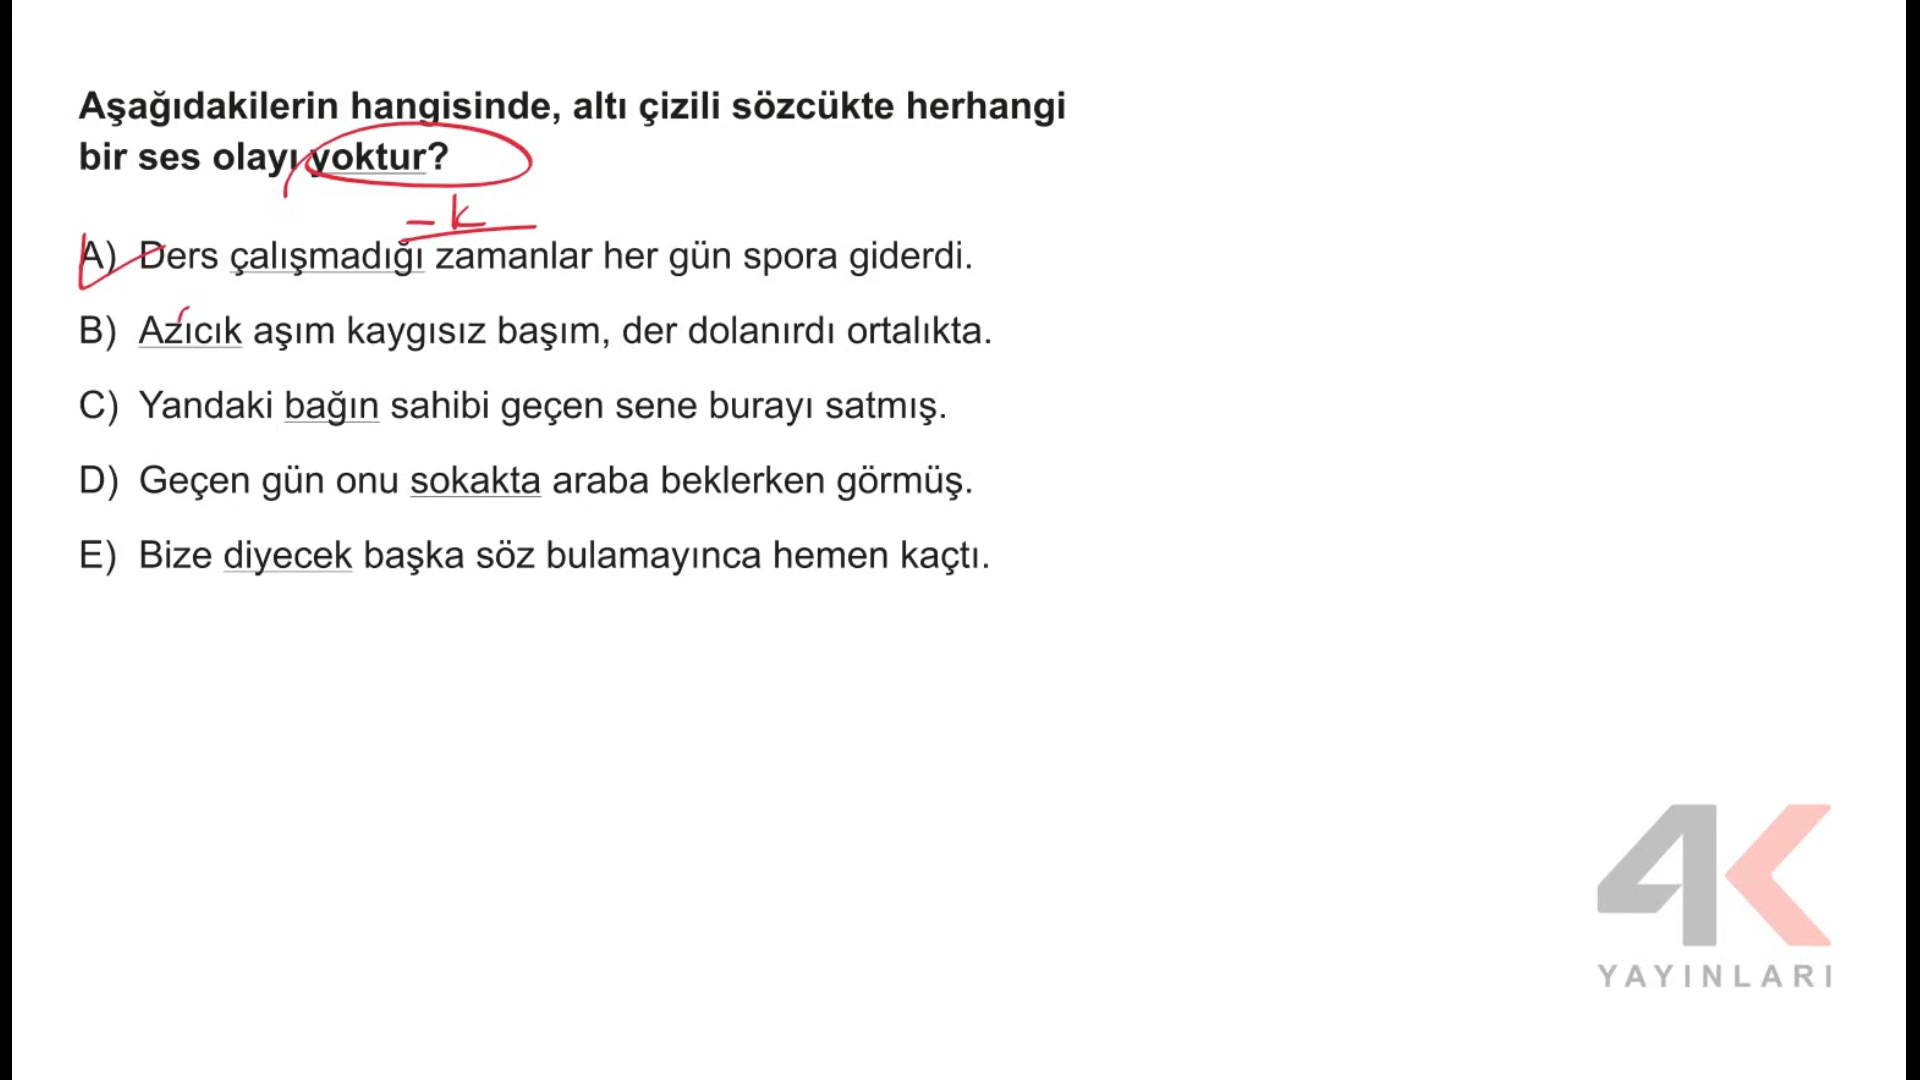 Aşağıdakilerin hangisinde, altı çizili sözcükte herhangi
bir ses olayı yoktur?
- k
A) Ders çalışmadığı zamanlar her gün spora giderdi.
B) Azıcık aşım kaygısız başım, der dolanırdı ortalıkta.
C) Yandaki bağın sahibi geçen sene burayı satmış.
D) Geçen gün onu sokakta araba beklerken görmüş.
E) Bize diyecek başka söz bulamayınca hemen kaçtı.
4K
YAYINLARI